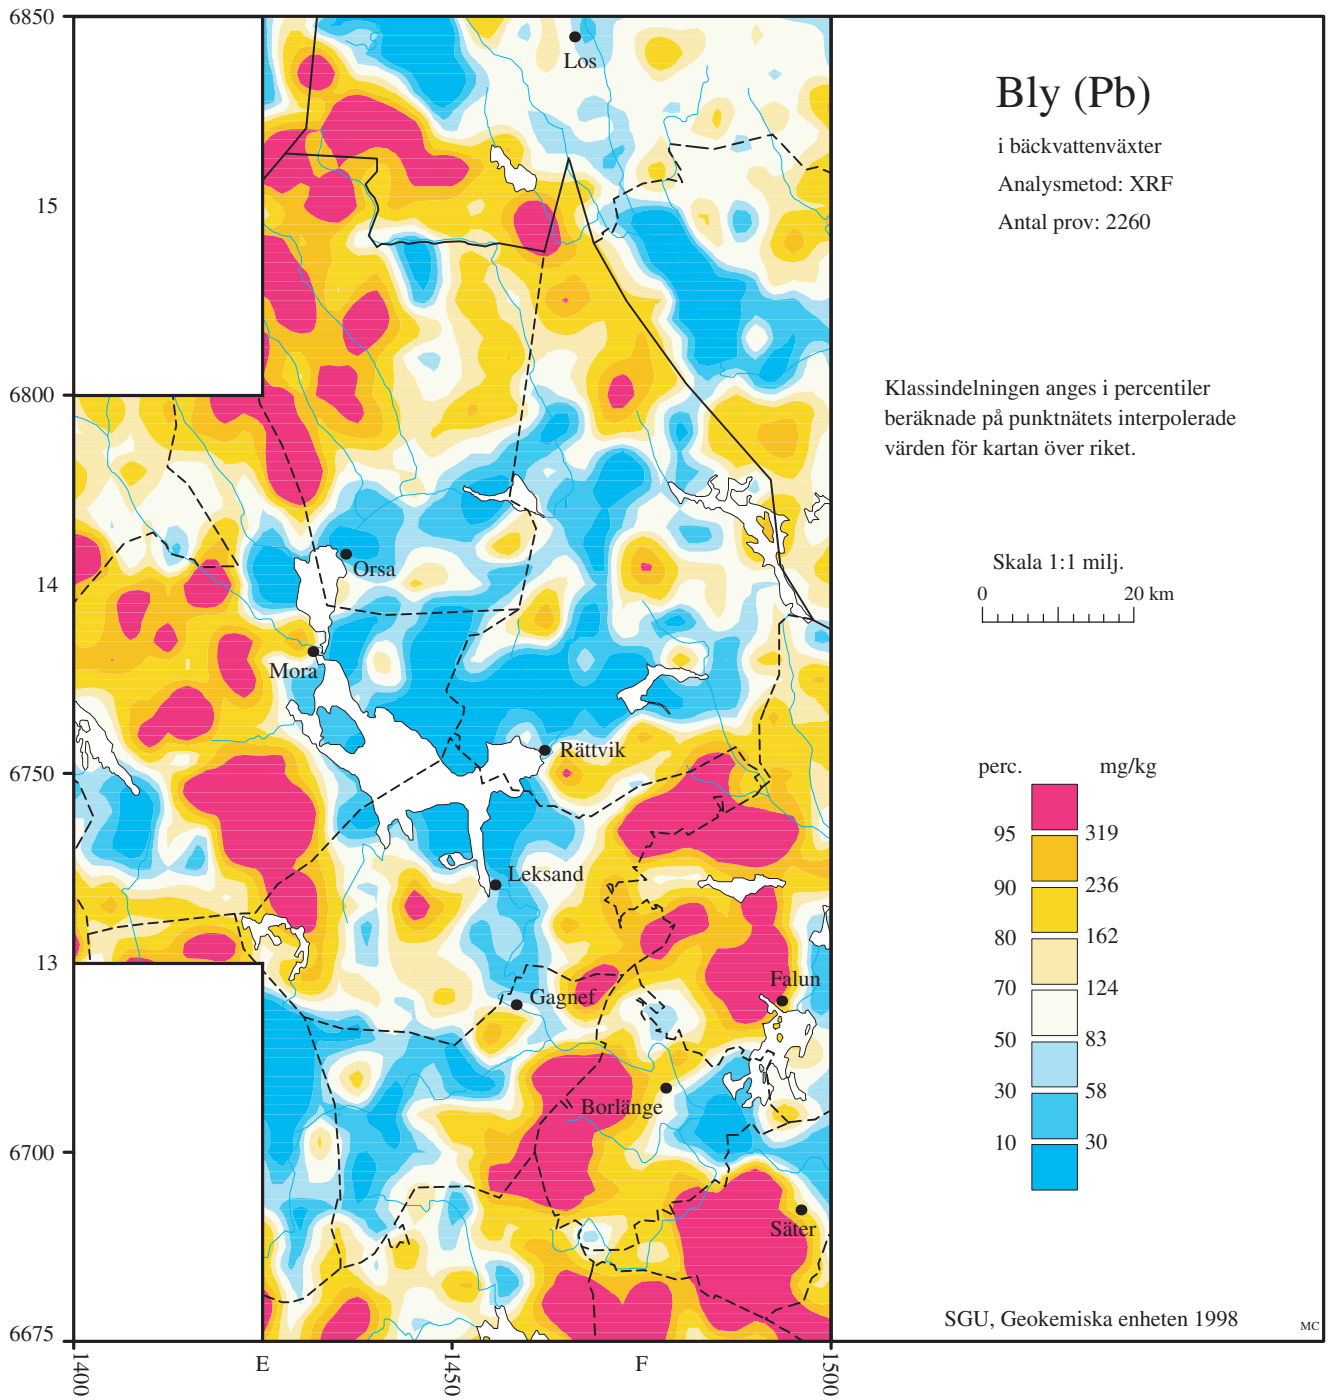 6850
15
6800
14
6750
13
6700
6675
1400
E
1450
F
1500
Los
Orsa
Mora
Rättvik
Leksand
Falun
Gagnef
Borlänge
Säter
Bly (Pb)
i bäckvattenväxter
Analysmetod: XRF
Antal prov: 2260
Klassindelningen anges i percentiler
beräknade på punktnätets interpolerade
värden för kartan över riket.
Skala 1:1 milj.
0 20 km
perc. mg/kg
95 319
90 236
80 162
70 124
50 83
30 58
10 30
SGU, Geokemiska enheten 1998
MC